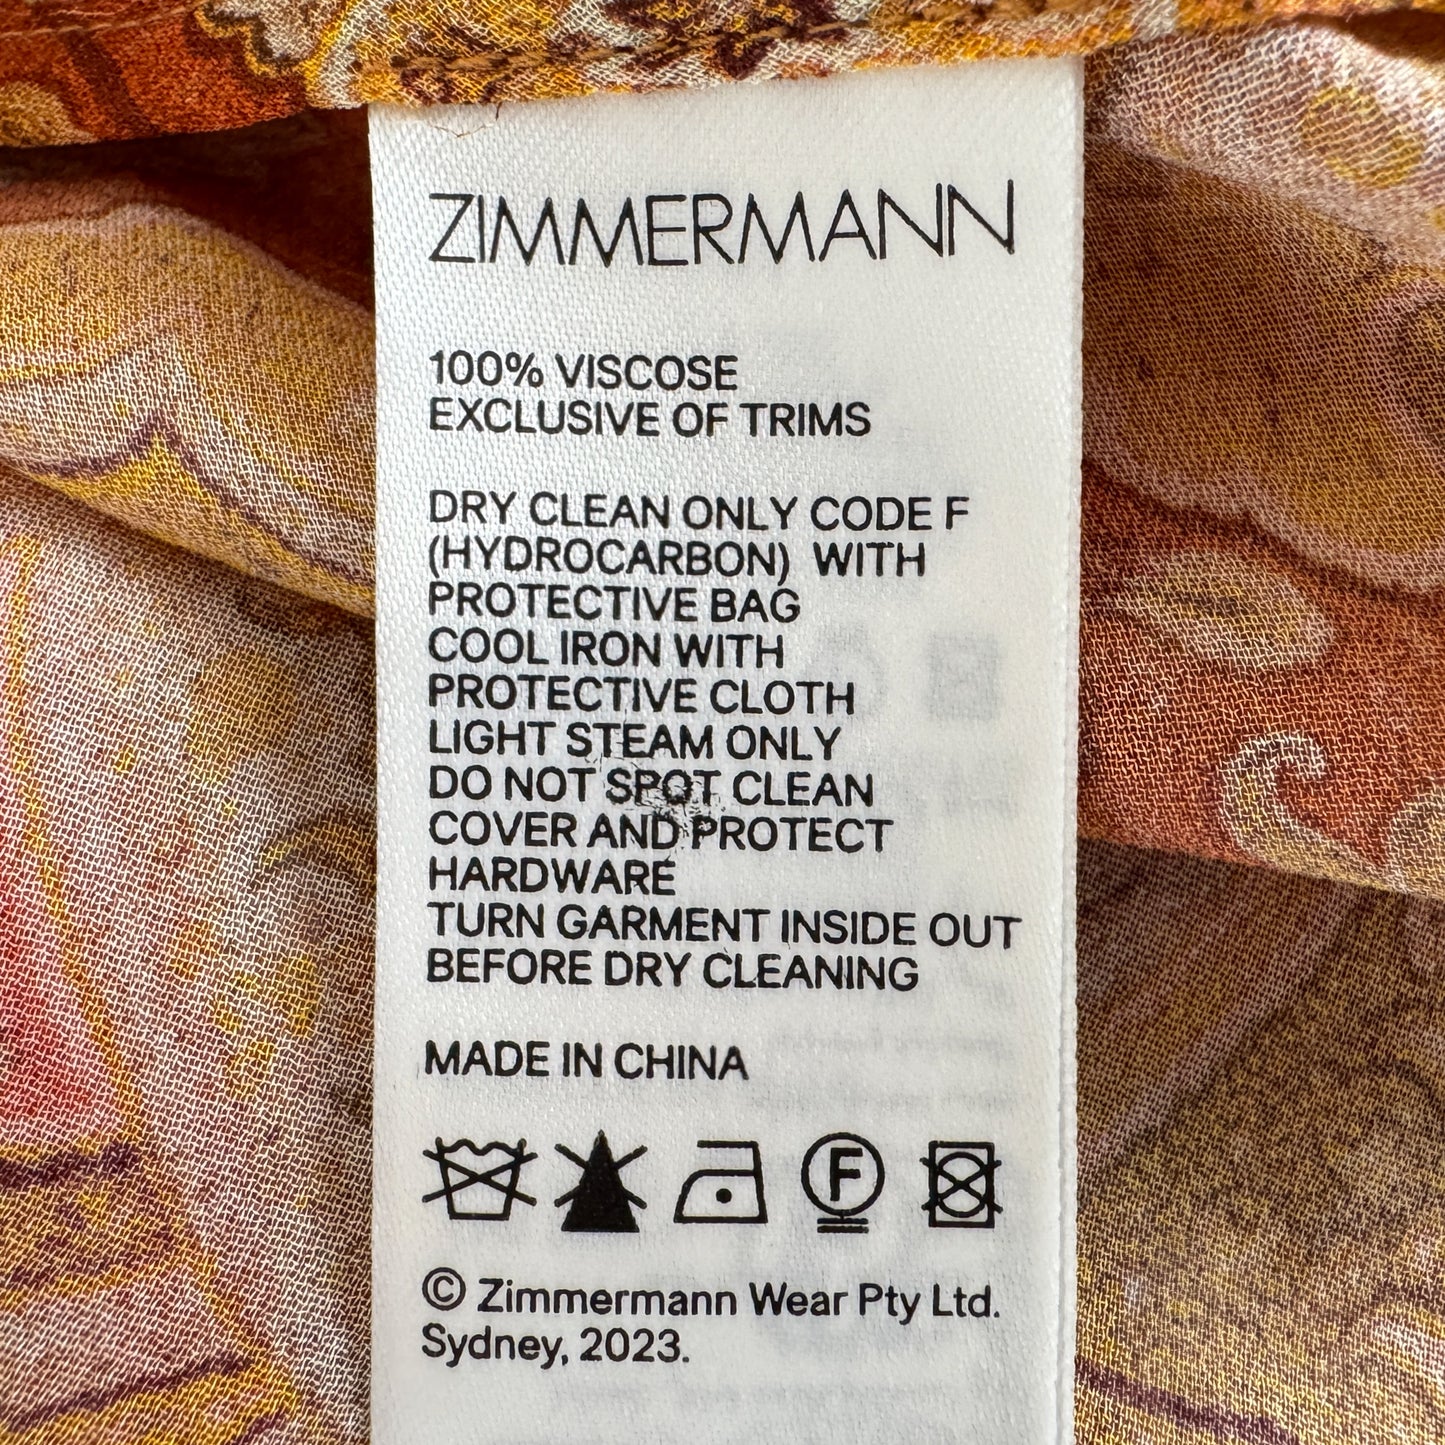 ZIMMERMANN
100% VISCOSE
EXCLUSIVE OF TRIMS
DRY CLEAN ONLY CODE F
(HYDROCARBON) WITH
PROTECTIVE BAG
COOL IRON WITH
PROTECTIVE CLOTH
LIGHT STEAM ONLY
DO NOT SPOT CLEAN
COVER AND PROTECT
HARDWARE
TURN GARMENT INSIDE OUT
BEFORE DRY CLEANING
MADE IN CHINA
F
© Zimmermann Wear Pty Ltd.
Sydney, 2023.